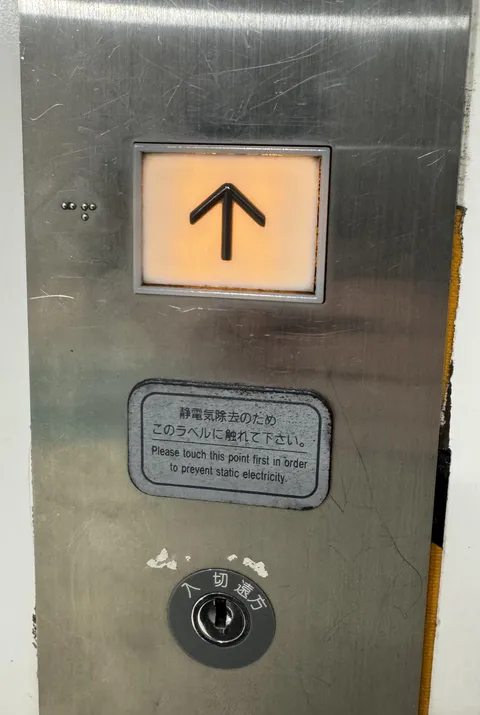 ↑
静電気除去のため
このラベルに触れて下さい。
Please touch this point first in order
to prevent static electricity.
入 切 遠方